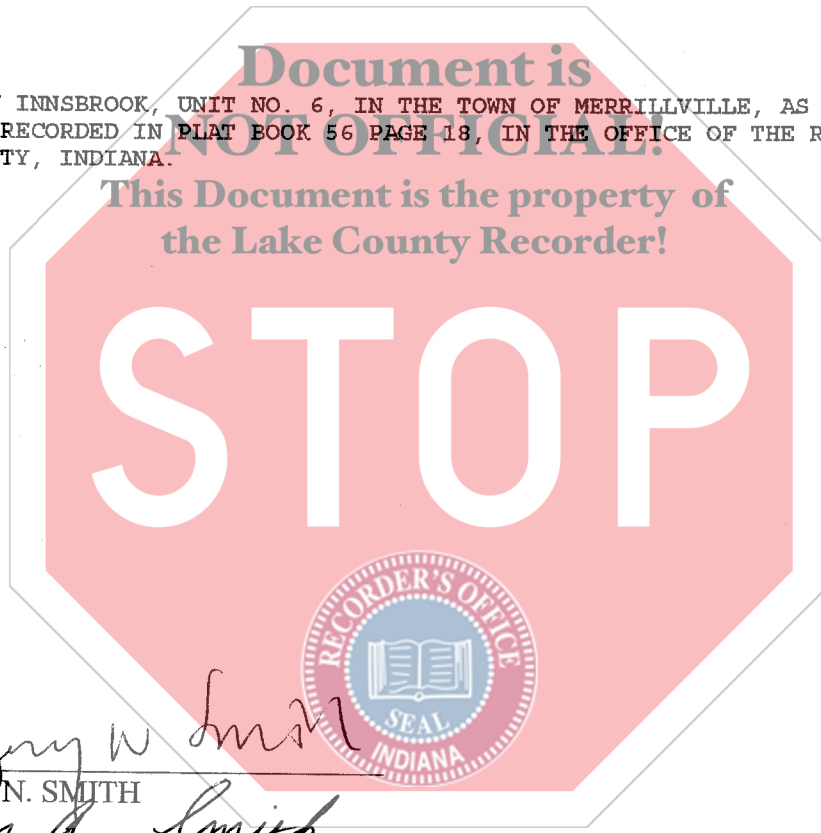 Document is
INNSBROOK, UNIT NO. 6, IN THE TOWN OF MERRILLVILLE, AS
RECORDED IN PLAT BOOK 56 PAGE 18, IN THE OFFICE OF THE R
NOT OFFICIAL!
TY, INDIANA.
This Document is the property of
the Lake County Recorder!
STOP
RECORDER'S OFFICE
SEAL
INDIANA
W Smith
N. SMITH
Smith